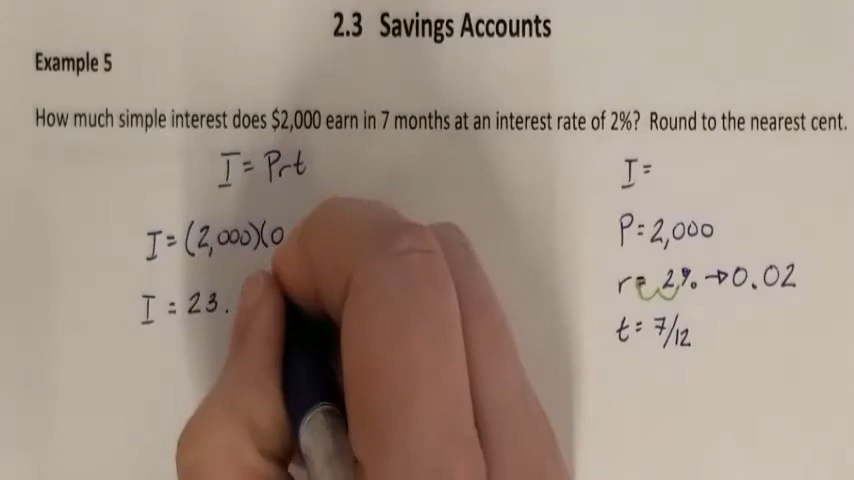 2.3 Savings Accounts
Example 5
How much simple interest does $2,000 earn in 7 months at an interest rate of 2%? Round to the nearest cent.
I = Prt
I = (2,000)(0
I = 23.
I =
P = 2,000
r = 2% → 0.02
t = 7/12